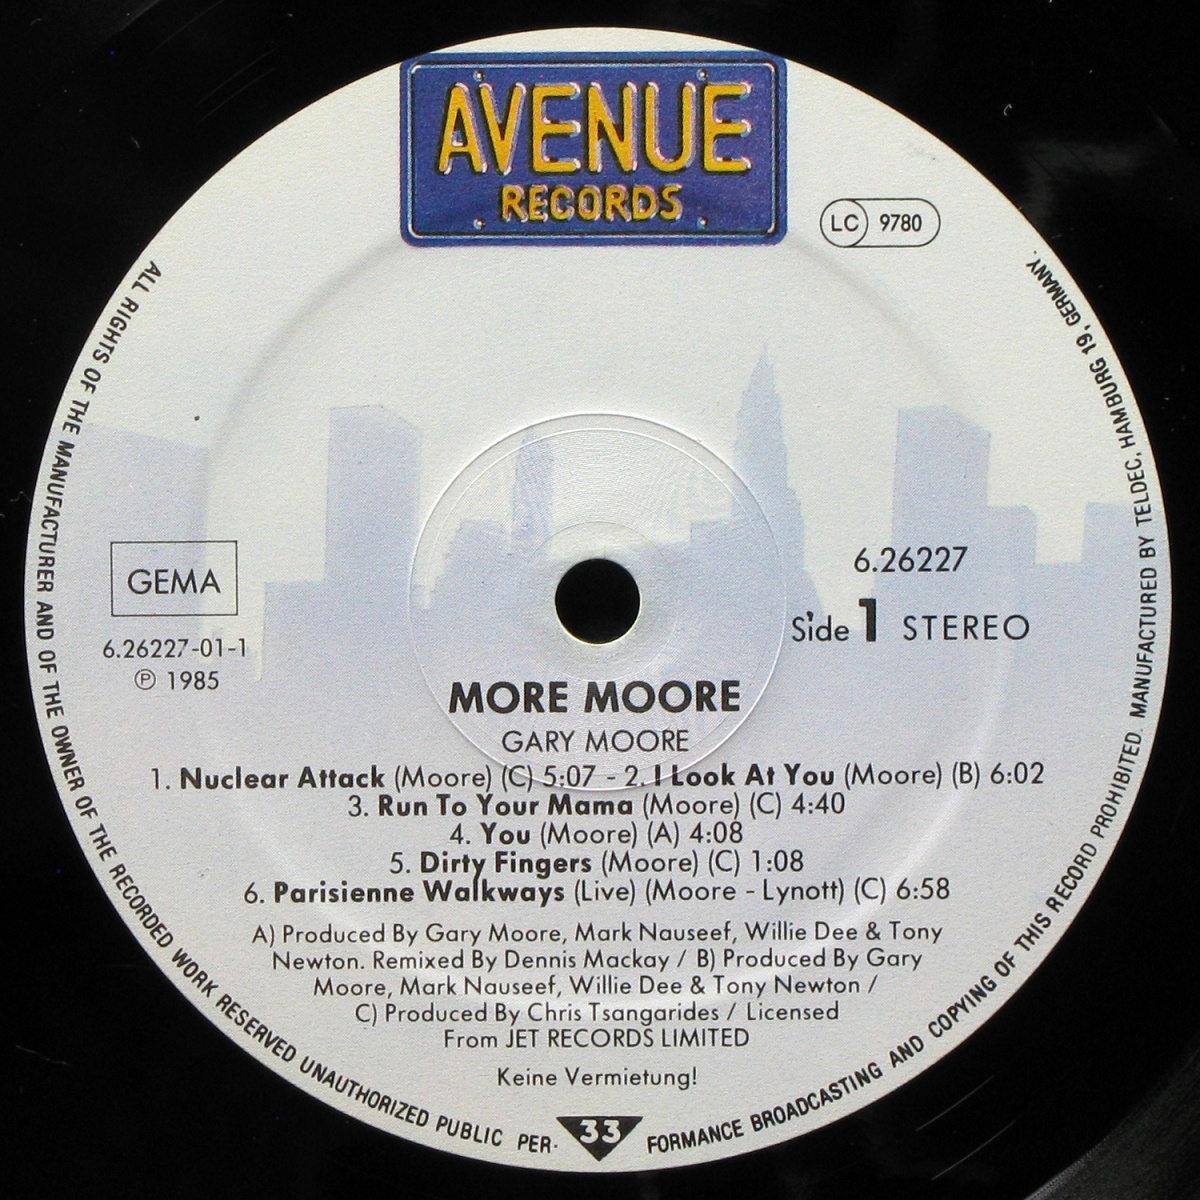 AVENUE
RECORDS
LC 9780
GEMA
6.26227-01-1
℗ 1985
6.26227
Side 1 STEREO
MORE MOORE
GARY MOORE
1. Nuclear Attack (Moore) (C) 5:07 - 2. I Look At You (Moore) (B) 6:02
3. Run To Your Mama (Moore) (C) 4:40
4. You (Moore) (A) 4:08
5. Dirty Fingers (Moore) (C) 1:08
6. Parisienne Walkways (Live) (Moore - Lynott) (C) 6:58
A) Produced By Gary Moore, Mark Nauseef, Willie Dee & Tony
Newton. Remixed By Dennis Mackay / B) Produced By Gary
Moore, Mark Nauseef, Willie Dee & Tony Newton /
C) Produced By Chris Tsangarides / Licensed
From JET RECORDS LIMITED
Keine Vermietung!
33
ALL RIGHTS OF THE MANUFACTURER AND OF THE OWNER OF THE RECORDED WORK RESERVED UNAUTHORIZED PUBLIC PER- FORMANCE BROADCASTING AND COPYING OF THIS RECORD PROHIBITED. MANUFACTURED BY TELDEC, HAMBURG 19, GERMANY.